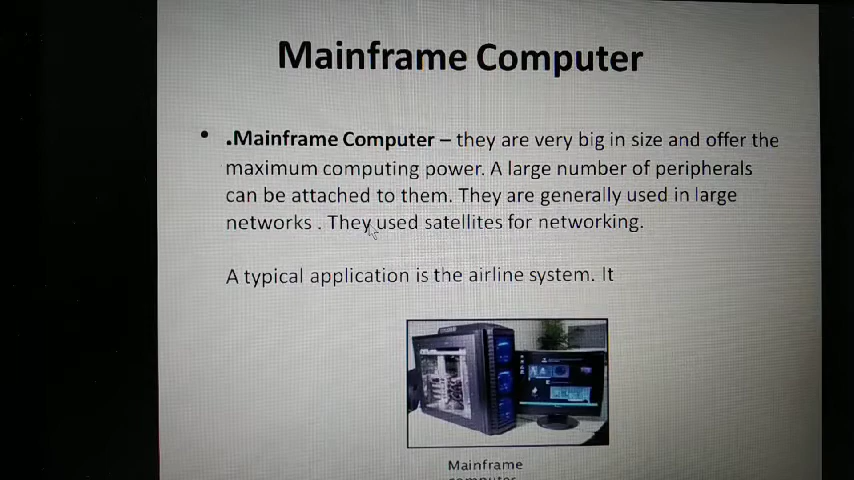 Mainframe Computer
• .Mainframe Computer – they are very big in size and offer the
maximum computing power. A large number of peripherals
can be attached to them. They are generally used in large
networks . They used satellites for networking.
A typical application is the airline system. It
Mainframe
computer